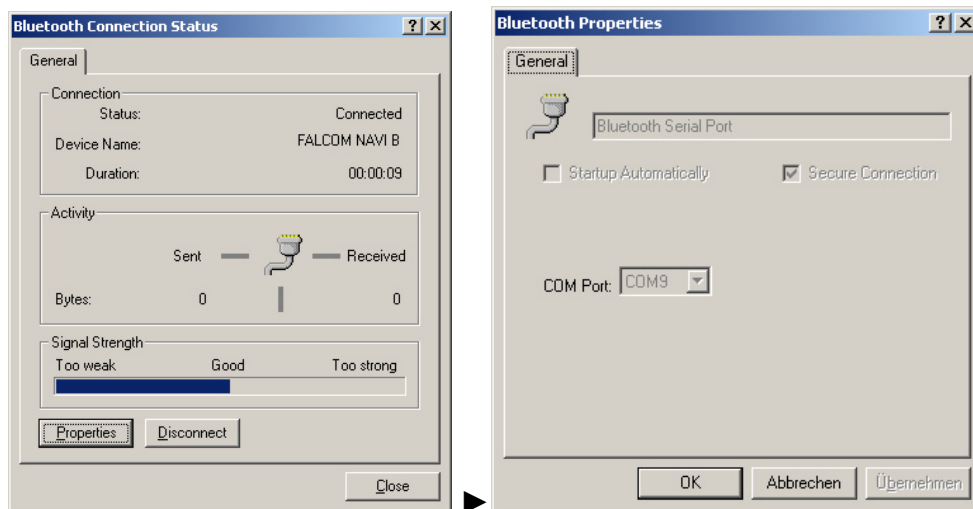 Bluetooth Connection Status
General
Connection
Status: Connected
Device Name: FALCOM NAVI B
Duration: 00:00:09
Activity
Sent Received
Bytes: 0 0
Signal Strength
Too weak Good Too strong
Properties Disconnect
Close
Bluetooth Properties
General
Bluetooth Serial Port
Startup Automatically Secure Connection
COM Port: COM9
OK Abbrechen Übernehmen